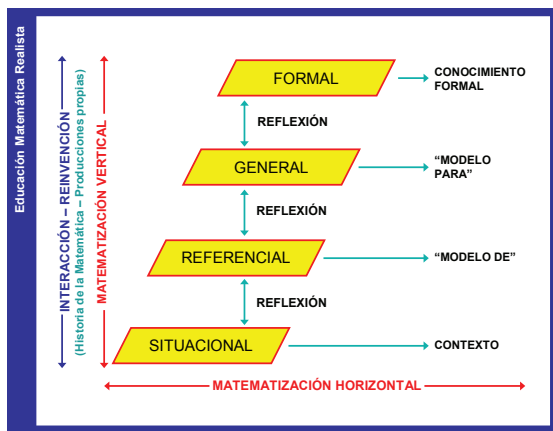 Educación Matemática Realista
INTERACCIÓN – REINVENCIÓN
(Historia de la Matemática – Producciones propias)
MATEMATIZACIÓN VERTICAL
FORMAL
CONOCIMIENTO
FORMAL
REFLEXIÓN
GENERAL
“MODELO
PARA”
REFLEXIÓN
REFERENCIAL
“MODELO DE”
REFLEXIÓN
SITUACIONAL
CONTEXTO
MATEMATIZACIÓN HORIZONTAL